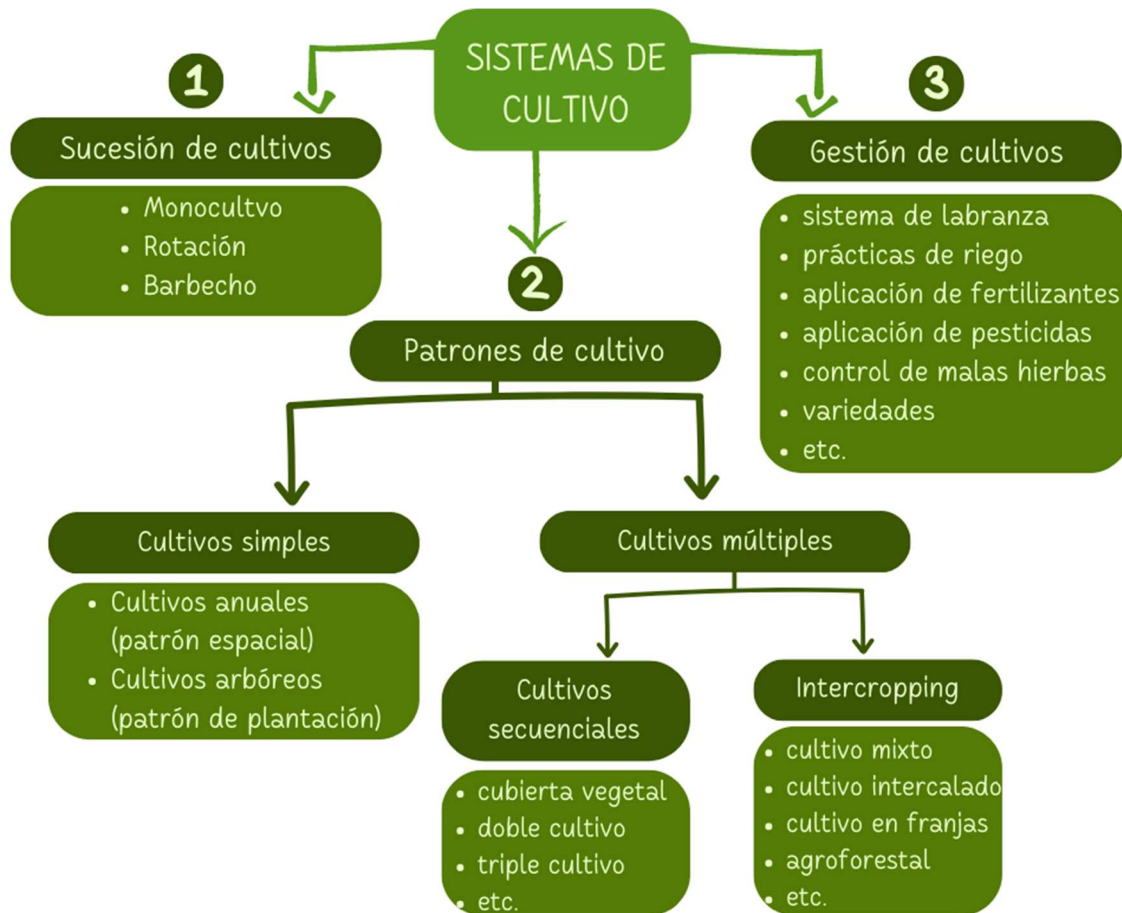 SISTEMAS DE
CULTIVO
1
Sucesión de cultivos
• Monocultvo
• Rotación
• Barbecho
2
Patrones de cultivo
Cultivos simples
• Cultivos anuales
(patrón espacial)
• Cultivos arbóreos
(patrón de plantación)
Cultivos múltiples
Cultivos
secuenciales
• cubierta vegetal
• doble cultivo
• triple cultivo
• etc.
Intercropping
• cultivo mixto
• cultivo intercalado
• cultivo en franjas
• agroforestal
• etc.
3
Gestión de cultivos
• sistema de labranza
• prácticas de riego
• aplicación de fertilizantes
• aplicación de pesticidas
• control de malas hierbas
• variedades
• etc.